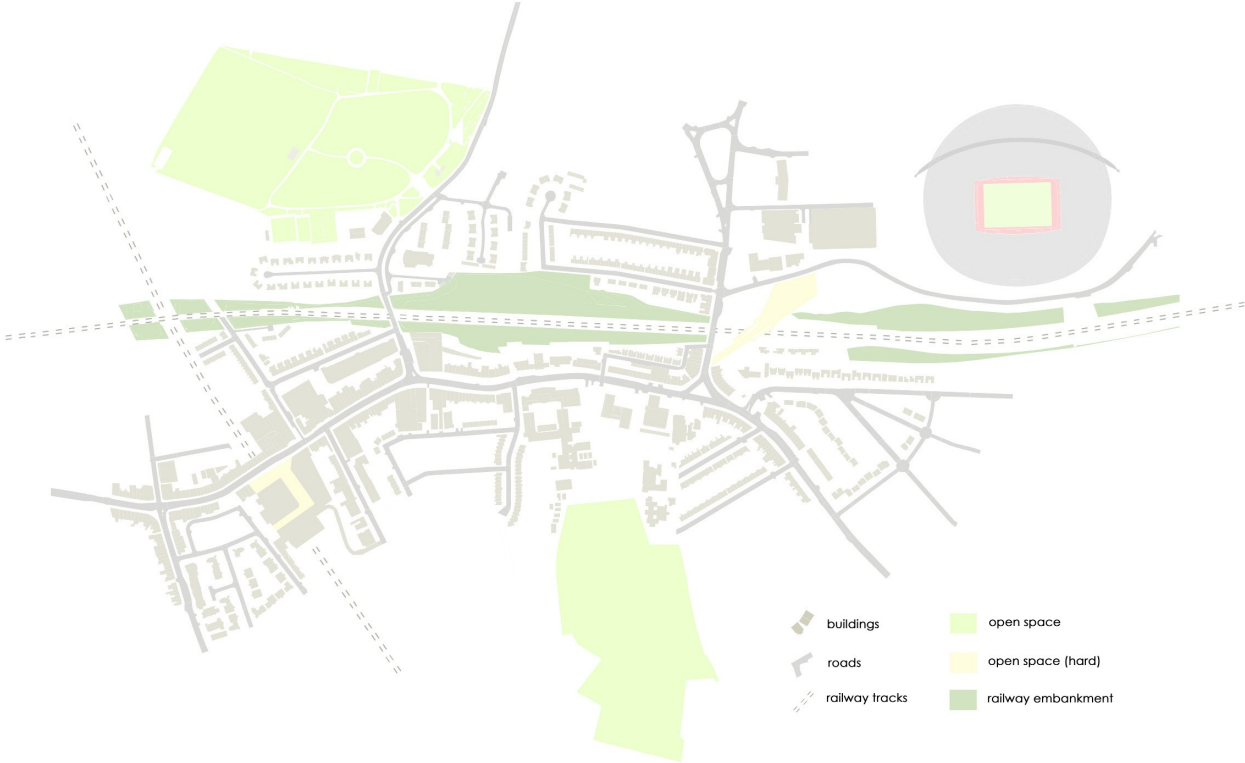 buildings
open space
roads
open space (hard)
railway tracks
railway embankment